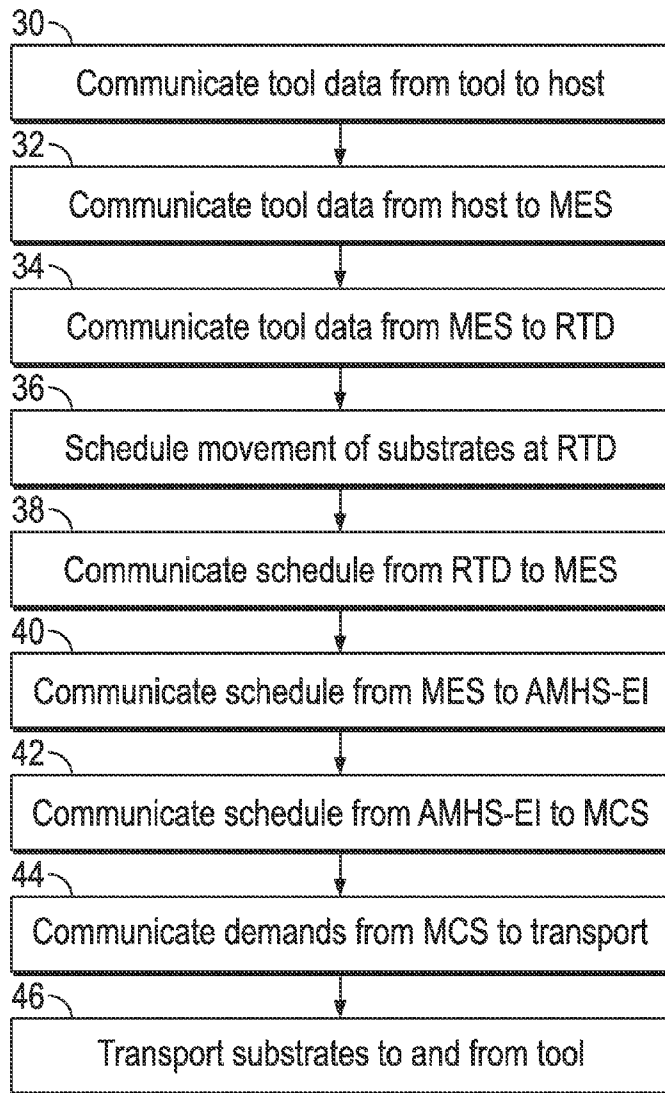 30
Communicate tool data from tool to host
32
Communicate tool data from host to MES
34
Communicate tool data from MES to RTD
36
Schedule movement of substrates at RTD
38
Communicate schedule from RTD to MES
40
Communicate schedule from MES to AMHS-EI
42
Communicate schedule from AMHS-EI to MCS
44
Communicate demands from MCS to transport
46
Transport substrates to and from tool